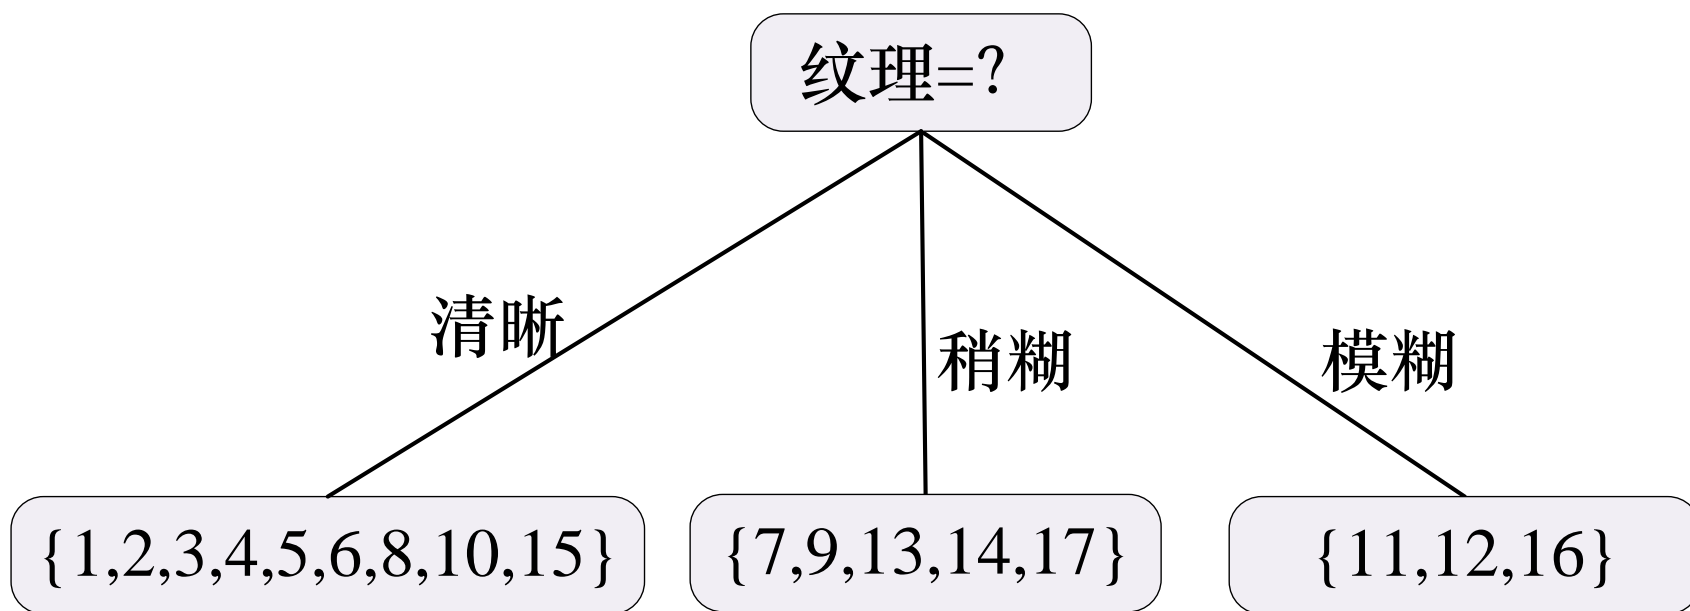 纹理=?
清晰
稍糊
模糊
{1,2,3,4,5,6,8,10,15}
{7,9,13,14,17}
{11,12,16}